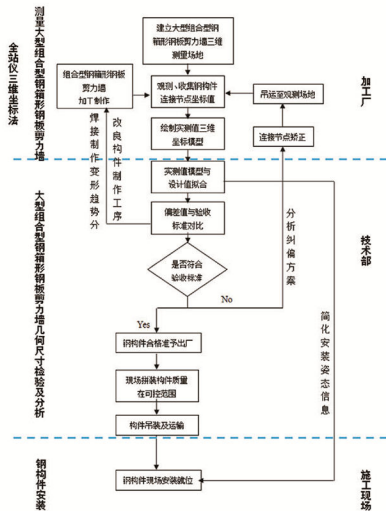 全站仪三维坐标法
测量大型组合型钢箱形钢板剪力墙
大型组合型钢箱形钢板剪力墙几何尺寸检验及分析
钢构件安装
建立大型组合型钢
箱形钢板剪力墙三维
测量场地
组合型钢箱形钢板
剪力墙
加工制作
观测、收集钢构件
连接节点坐标值
吊运至观测场地
绘制实测值三维
坐标模型
连接节点矫正
焊接制作变形趋势分
改良构件制作工序
实测值模型与
设计值拟合
偏差值与验收
标准对比
是否符合
验收标准
No
Yes
分析纠偏方案
简化安装姿态信息
钢构件合格准予出厂
现场拼装构件质量
在可控范围
构件吊装及运输
钢构件现场安装就位
加工厂
技术部
施工现场